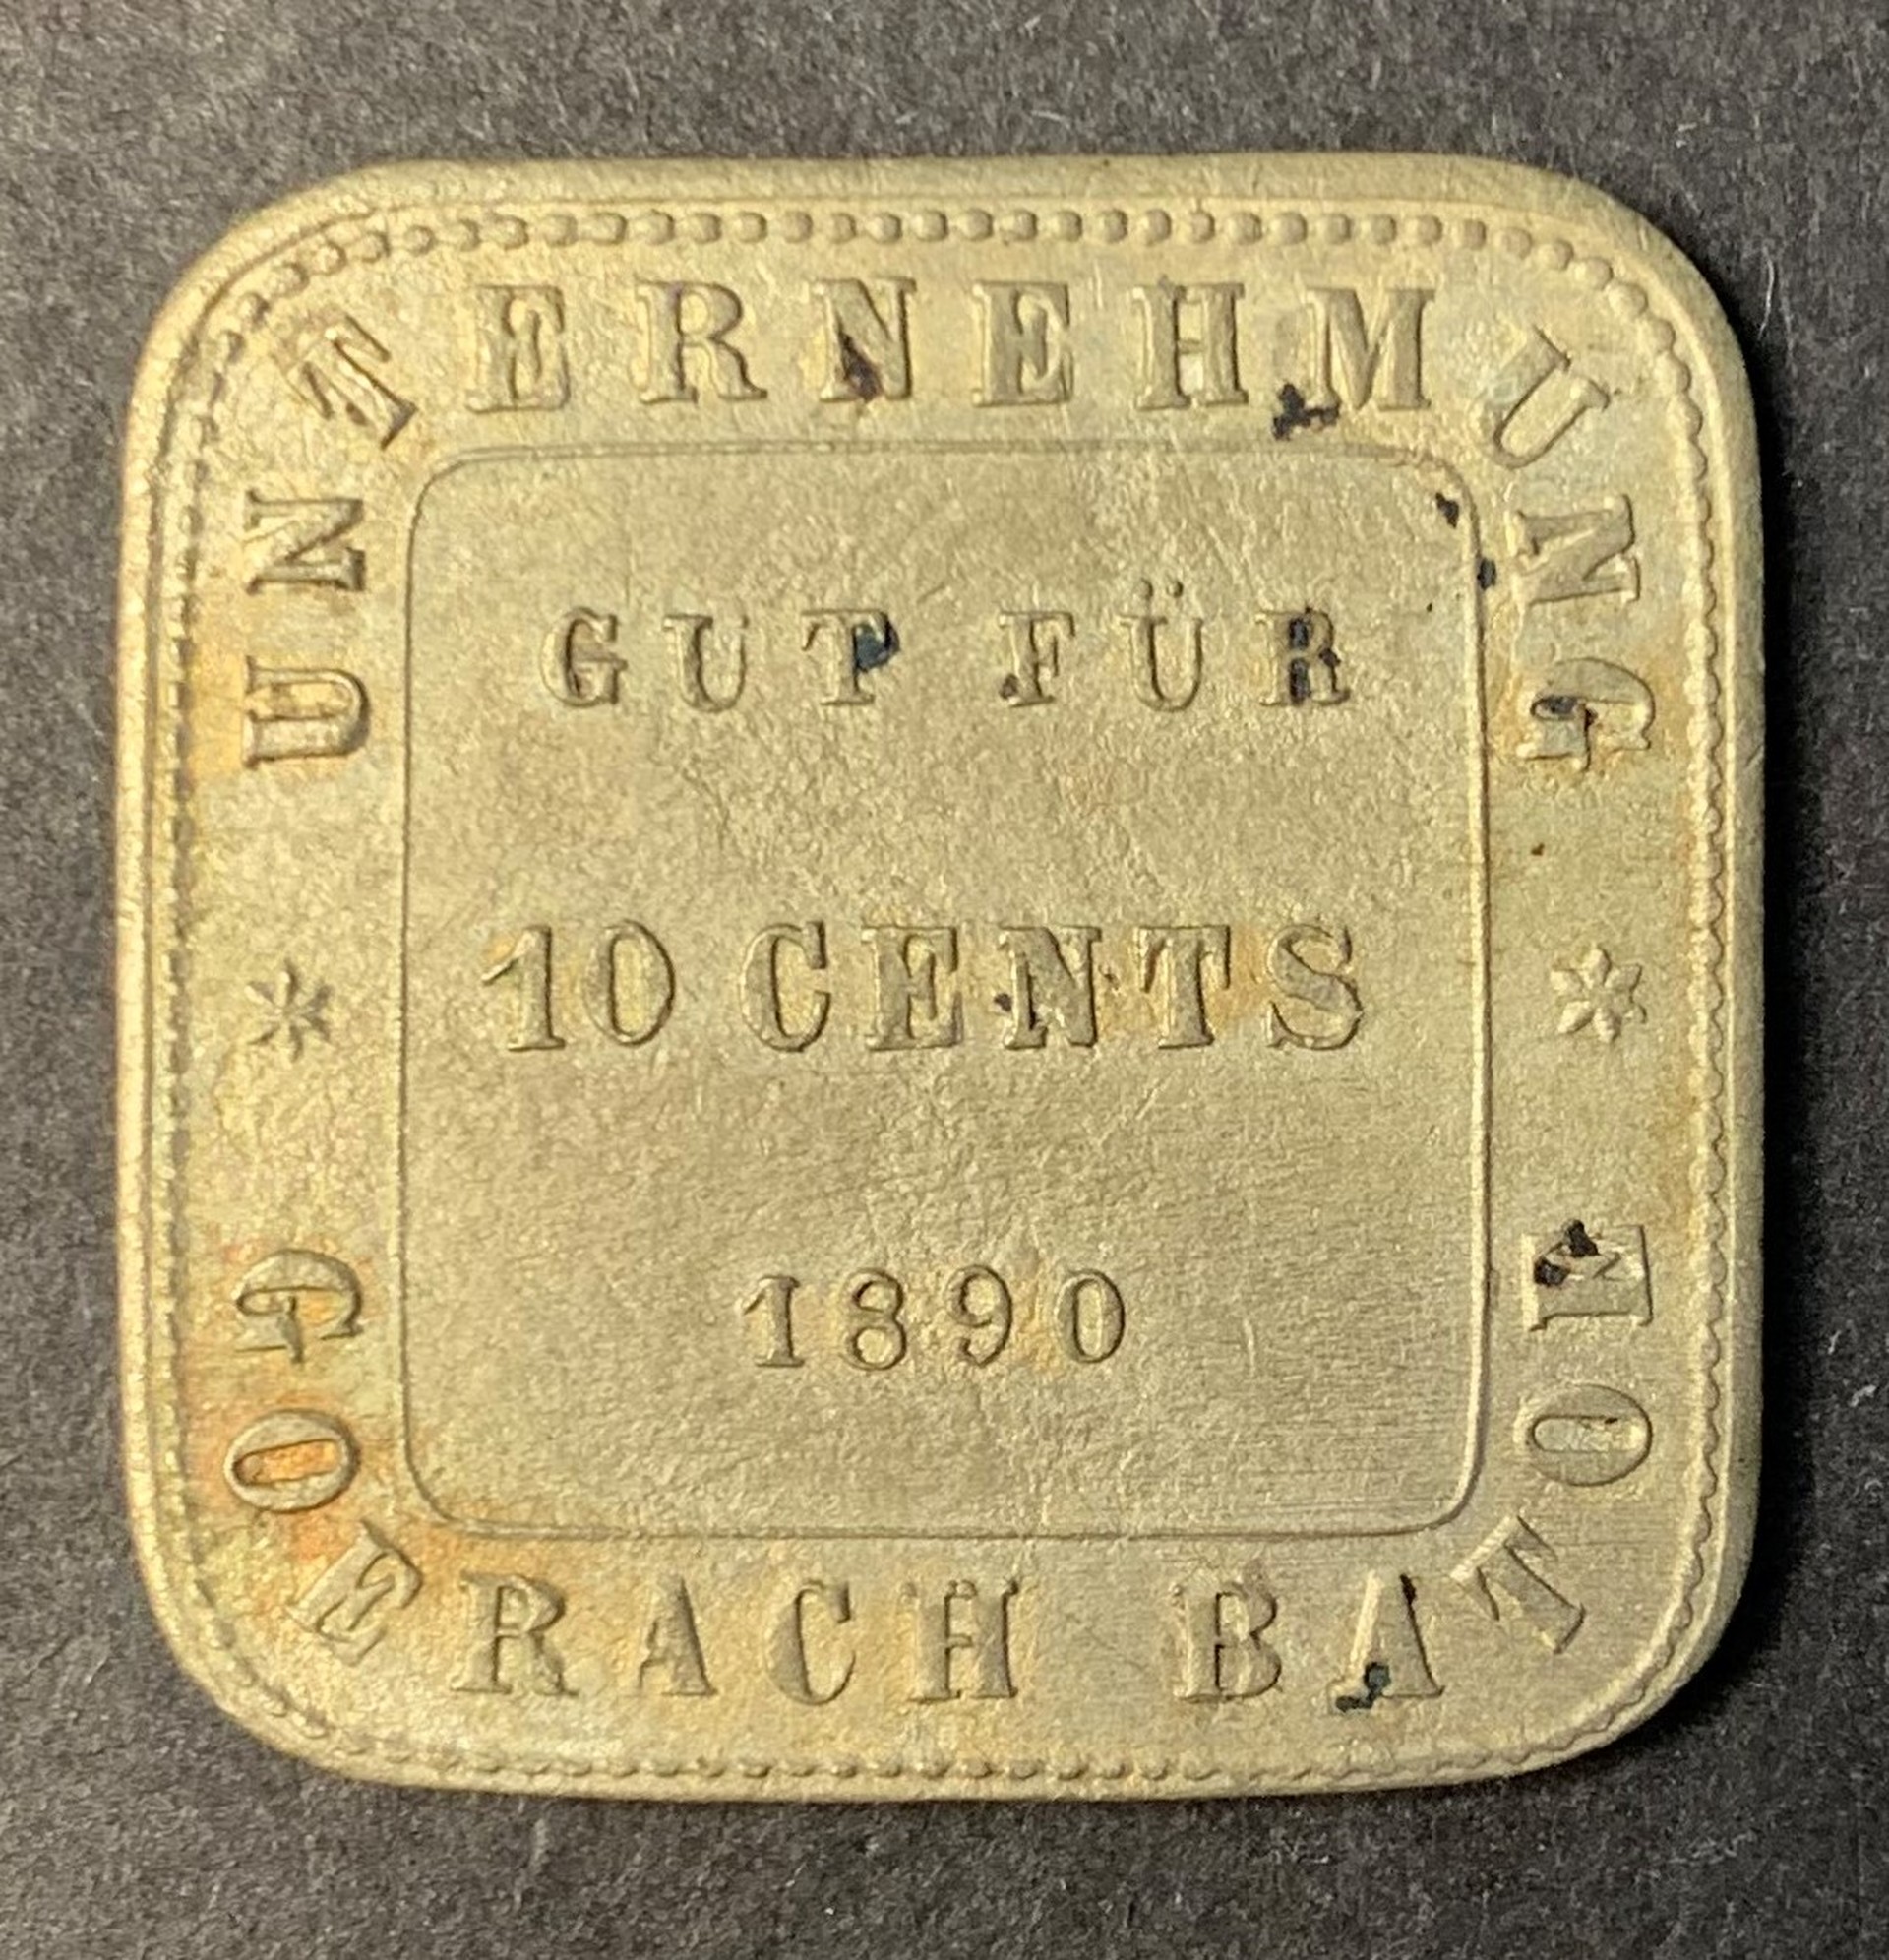 UNTERNEHMUNG
GUT FÜR
10 CENTS
1890
GOERACH BATOE